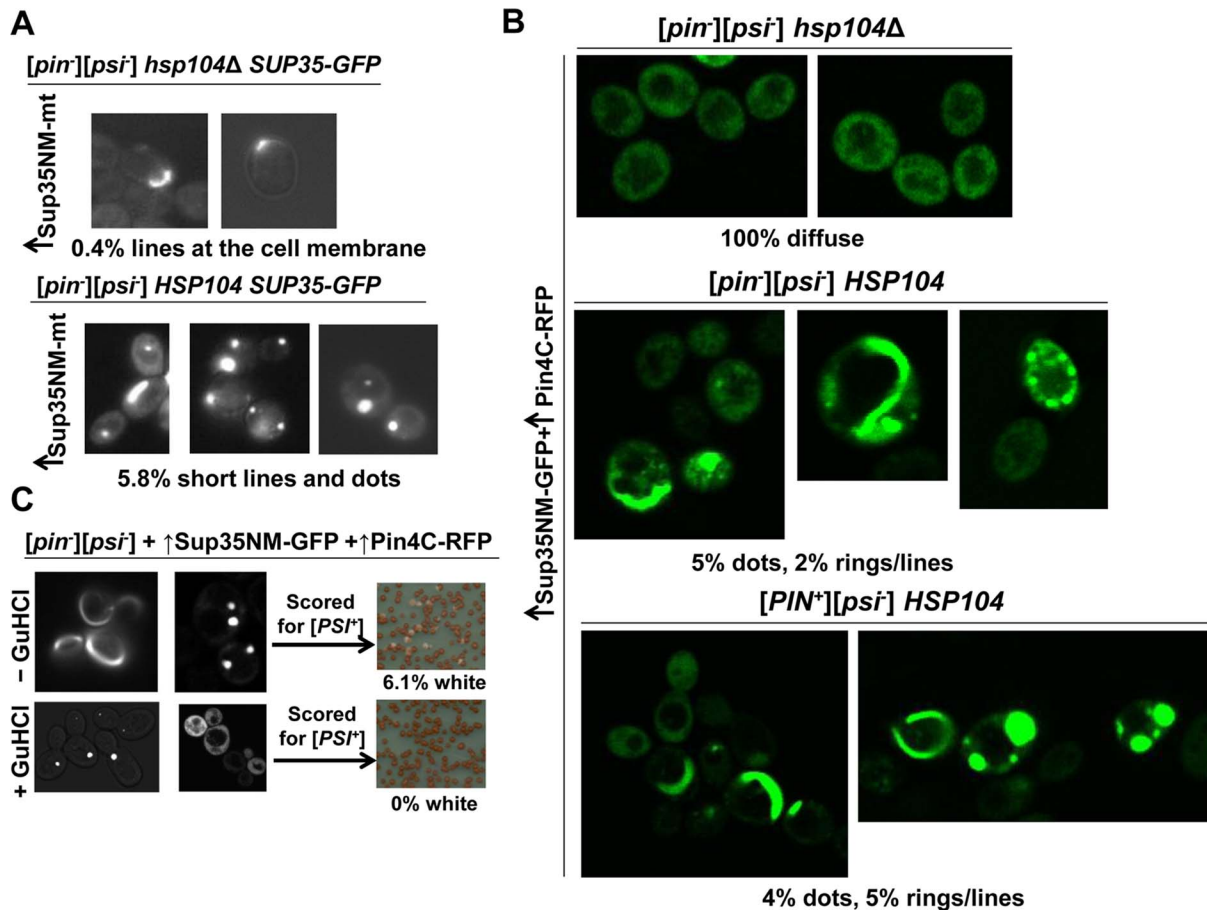 A
[pin-][psi-] hsp104Δ SUP35-GFP
↑Sup35NM-mt
0.4% lines at the cell membrane
[pin-][psi-] HSP104 SUP35-GFP
↑Sup35NM-mt
5.8% short lines and dots
C
[pin-][psi-] + ↑Sup35NM-GFP +↑Pin4C-RFP
– GuHCl
Scored
for [PSI+]
6.1% white
+ GuHCl
Scored
for [PSI+]
0% white
B
↑Sup35NM-GFP+↑Pin4C-RFP
[pin-][psi-] hsp104Δ
100% diffuse
[pin-][psi-] HSP104
5% dots, 2% rings/lines
[PIN+][psi-] HSP104
4% dots, 5% rings/lines